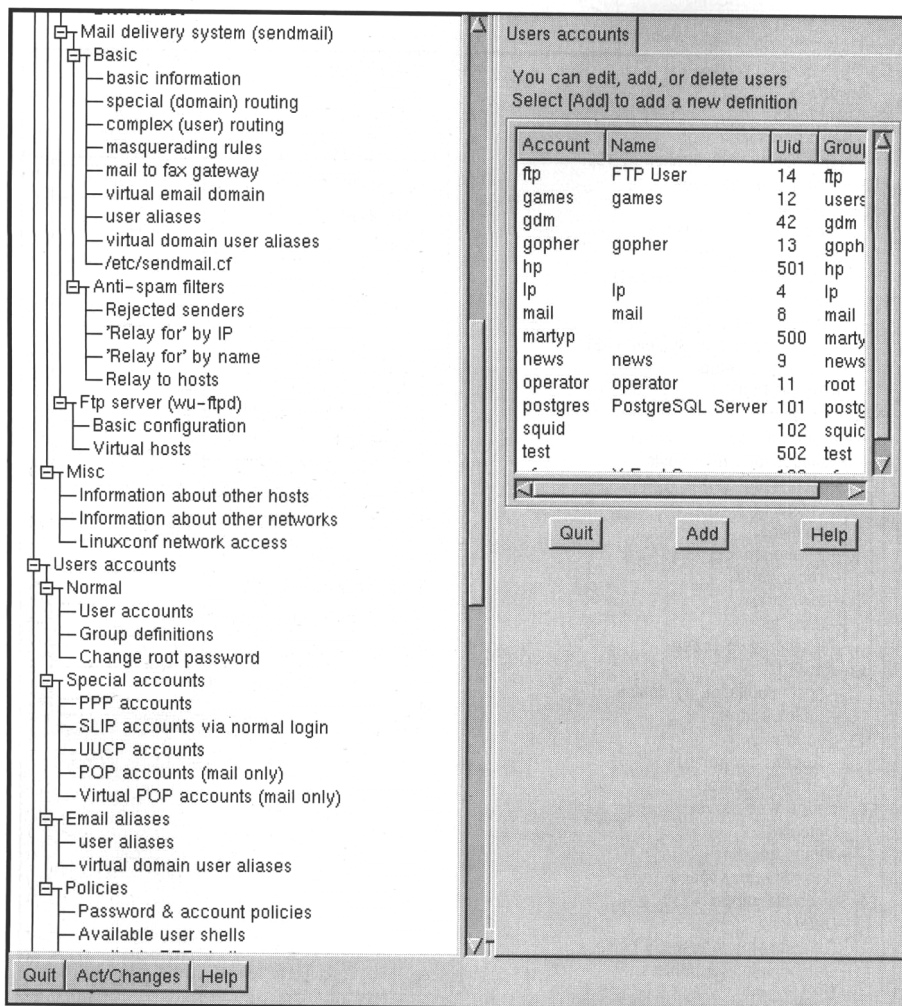 Mail delivery system (sendmail)
Basic
basic information
special (domain) routing
complex (user) routing
masquerading rules
mail to fax gateway
virtual email domain
user aliases
virtual domain user aliases
/etc/sendmail.cf
Anti-spam filters
Rejected senders
'Relay for' by IP
'Relay for' by name
Relay to hosts
Ftp server (wu-ftpd)
Basic configuration
Virtual hosts
Misc
Information about other hosts
Information about other networks
Linuxconf network access
Users accounts
Normal
User accounts
Group definitions
Change root password
Special accounts
PPP accounts
SLIP accounts via normal login
UUCP accounts
POP accounts (mail only)
Virtual POP accounts (mail only)
Email aliases
user aliases
virtual domain user aliases
Policies
Password & account policies
Available user shells
Quit Act/Changes Help
Users accounts
You can edit, add, or delete users
Select [Add] to add a new definition
Account Name Uid Grou
ftp FTP User 14 ftp
games games 12 users
gdm 42 gdm
gopher gopher 13 goph
hp 501 hp
lp lp 4 lp
mail mail 8 mail
martyp 500 marty
news news 9 news
operator operator 11 root
postgres PostgreSQL Server 101 postg
squid 102 squid
test 502 test
Quit Add Help